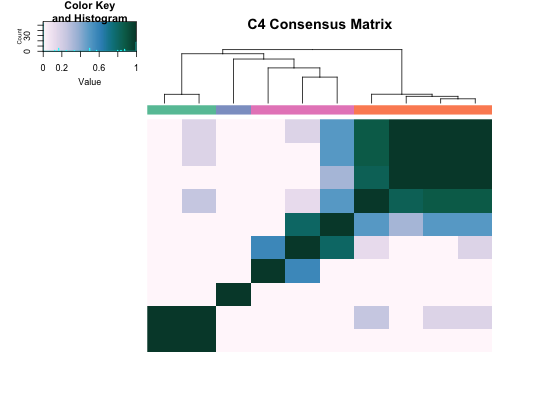 Color Key
and Histogram
Count
0 30
0 0.2 0.6 1
Value
C4 Consensus Matrix